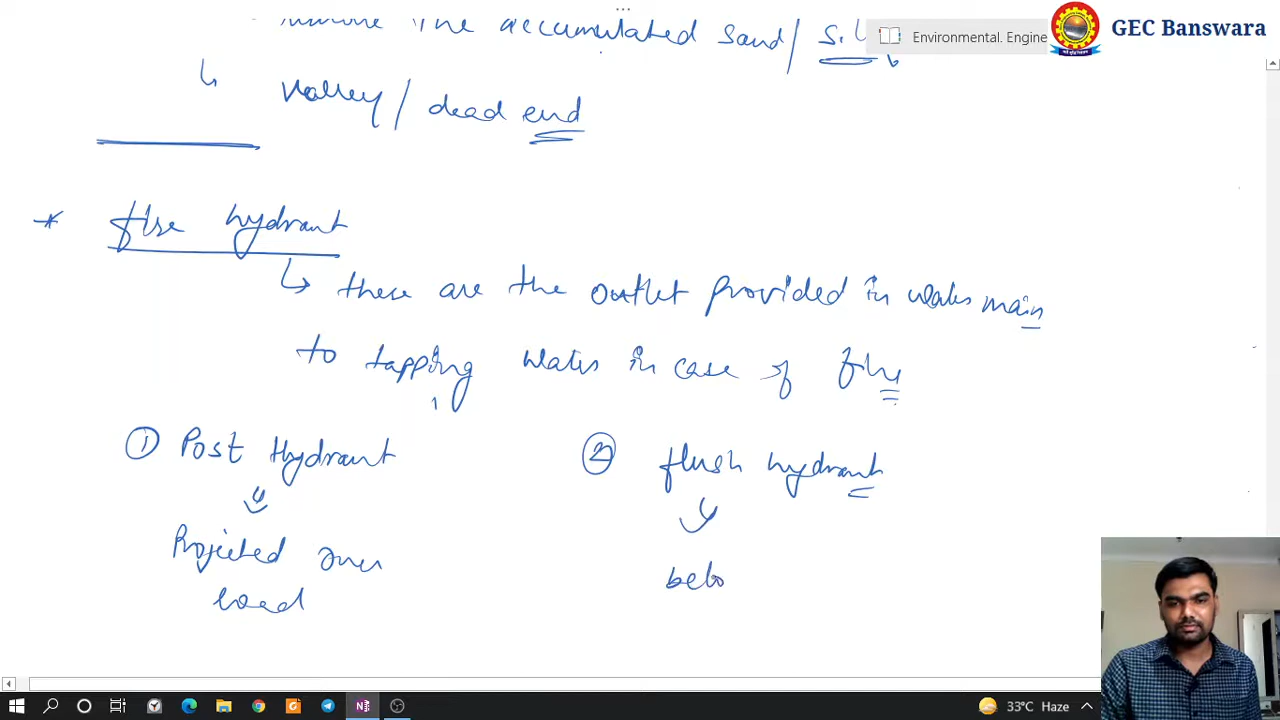 the accumulated sand/
Environmental. Engine
GEC Banswara
Valley / dead end
* fire hydrant
↳ these are the outlet provided in water main
to tapping water in case of fire
① Post Hydrant
② flush hydrant
Projected over
road
belo
33°C Haze